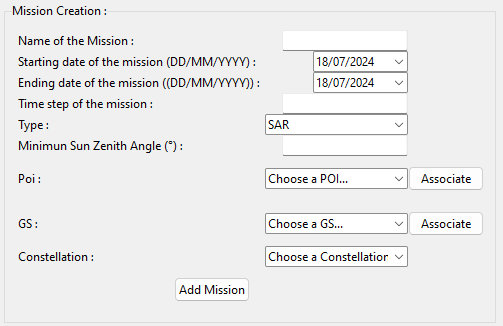 Mission Creation :
Name of the Mission :
Starting date of the mission (DD/MM/YYYY) : 18/07/2024
Ending date of the mission ((DD/MM/YYYY)) : 18/07/2024
Time step of the mission :
Type : SAR
Minimun Sun Zenith Angle (°) :
Poi : Choose a POI... Associate
GS : Choose a GS... Associate
Constellation : Choose a Constellation
Add Mission